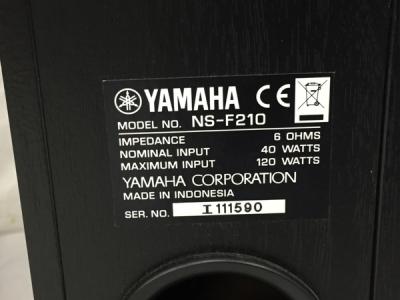 YAMAHA CE
MODEL NO. NS-F210
IMPEDANCE 6 OHMS
NOMINAL INPUT 40 WATTS
MAXIMUM INPUT 120 WATTS
YAMAHA CORPORATION
MADE IN INDONESIA
SER. NO. I 111590